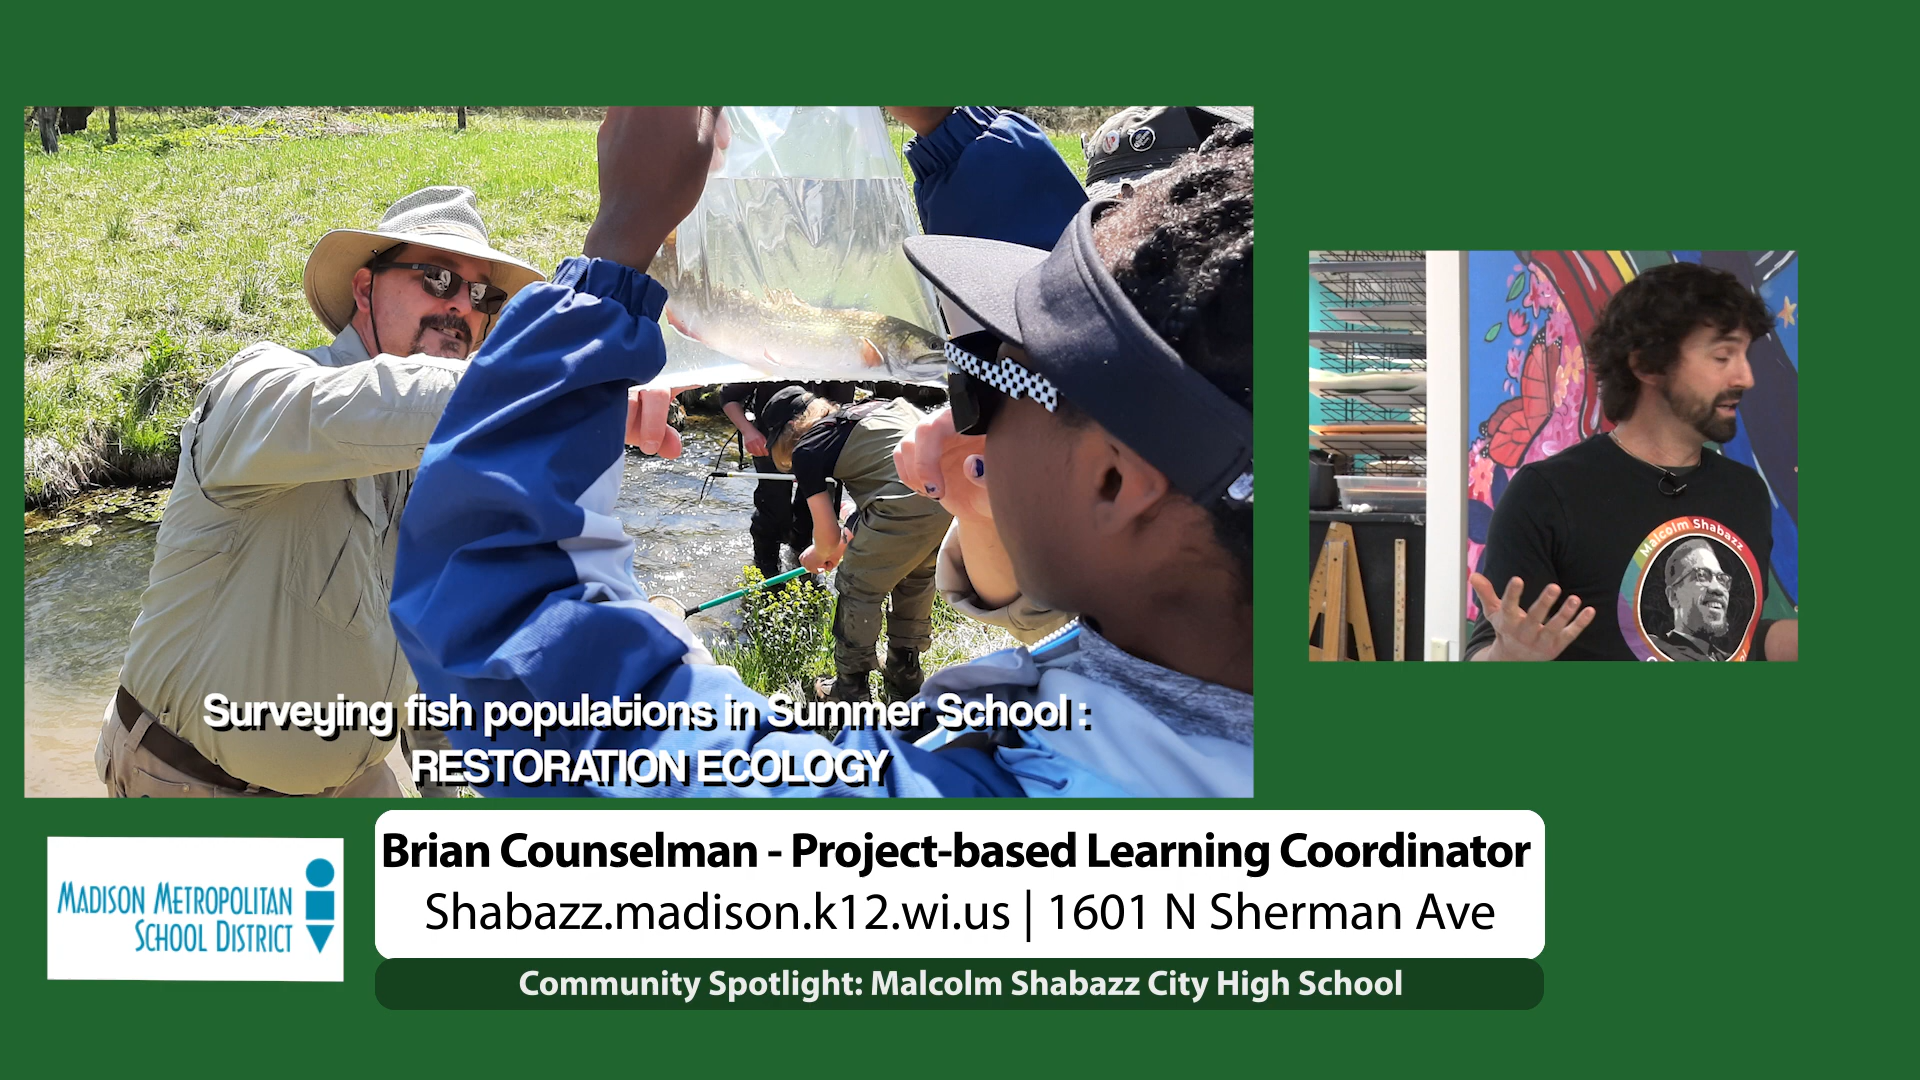 Surveying fish populations in Summer School :
RESTORATION ECOLOGY
Malcolm Shabazz
MADISON METROPOLITAN
SCHOOL DISTRICT
Brian Counselman - Project-based Learning Coordinator
Shabazz.madison.k12.wi.us | 1601 N Sherman Ave
Community Spotlight: Malcolm Shabazz City High School